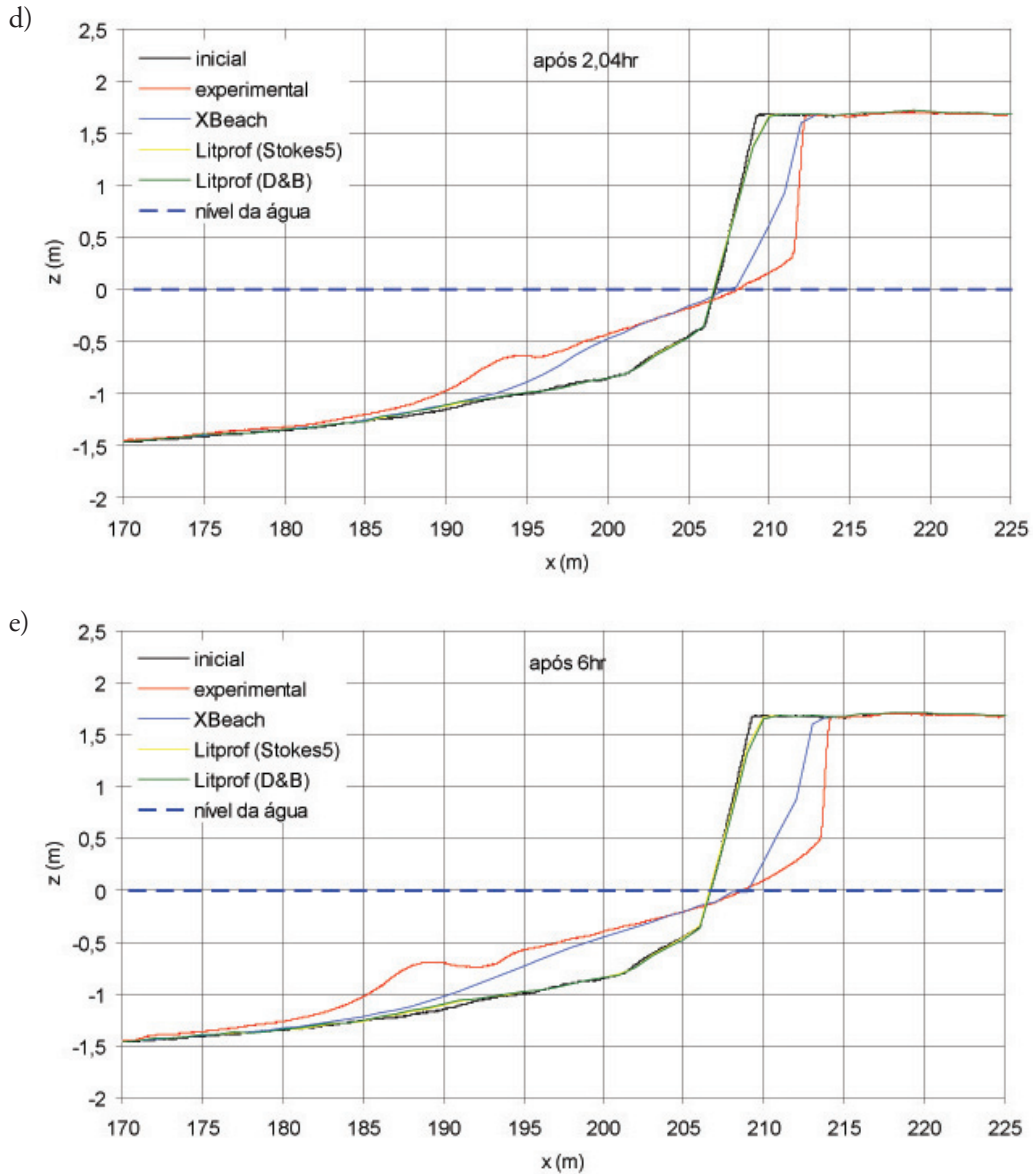 d)
2,5
2
1,5
1
0,5
0
-0,5
-1
-1,5
-2
z (m)
inicial
experimental
XBeach
Litprof (Stokes5)
Litprof (D&B)
nível da água
após 2,04hr
170 175 180 185 190 195 200 205 210 215 220 225
x (m)
e)
2,5
2
1,5
1
0,5
0
-0,5
-1
-1,5
-2
z (m)
inicial
experimental
XBeach
Litprof (Stokes5)
Litprof (D&B)
nível da água
após 6hr
170 175 180 185 190 195 200 205 210 215 220 225
x (m)